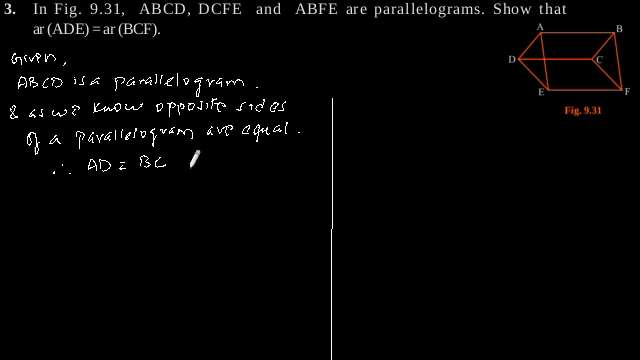 3. In Fig. 9.31, ABCD, DCFE and ABFE are parallelograms. Show that
ar (ADE) = ar (BCF).
Given,
ABCD is a parallelogram.
& as we know opposite sides
of a parallelogram are equal.
∴ AD = BC
A
B
D
C
E
F
Fig. 9.31